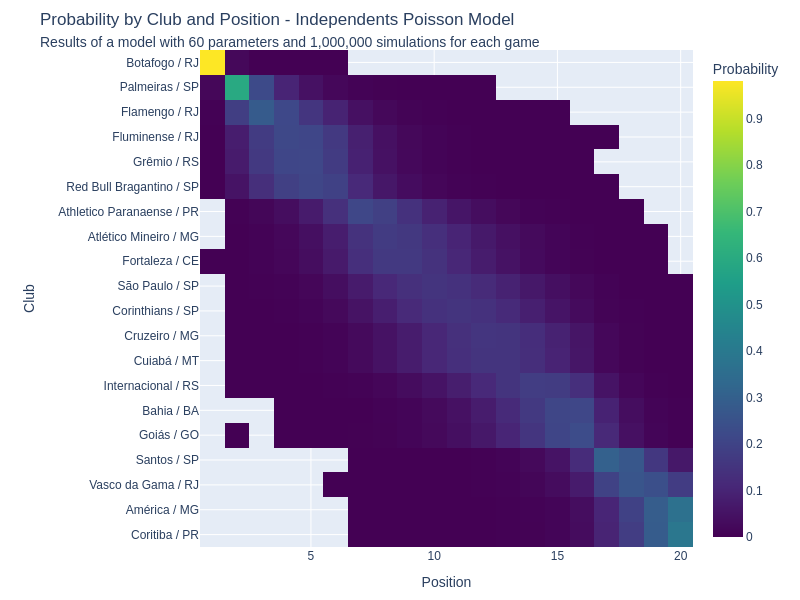 Probability by Club and Position - Independents Poisson Model
Results of a model with 60 parameters and 1,000,000 simulations for each game
Botafogo / RJ
Palmeiras / SP
Flamengo / RJ
Fluminense / RJ
Grêmio / RS
Red Bull Bragantino / SP
Athletico Paranaense / PR
Atlético Mineiro / MG
Fortaleza / CE
São Paulo / SP
Corinthians / SP
Cruzeiro / MG
Cuiabá / MT
Internacional / RS
Bahia / BA
Goiás / GO
Santos / SP
Vasco da Gama / RJ
América / MG
Coritiba / PR
Club
5
10
15
20
Position
Probability
0.9
0.8
0.7
0.6
0.5
0.4
0.3
0.2
0.1
0